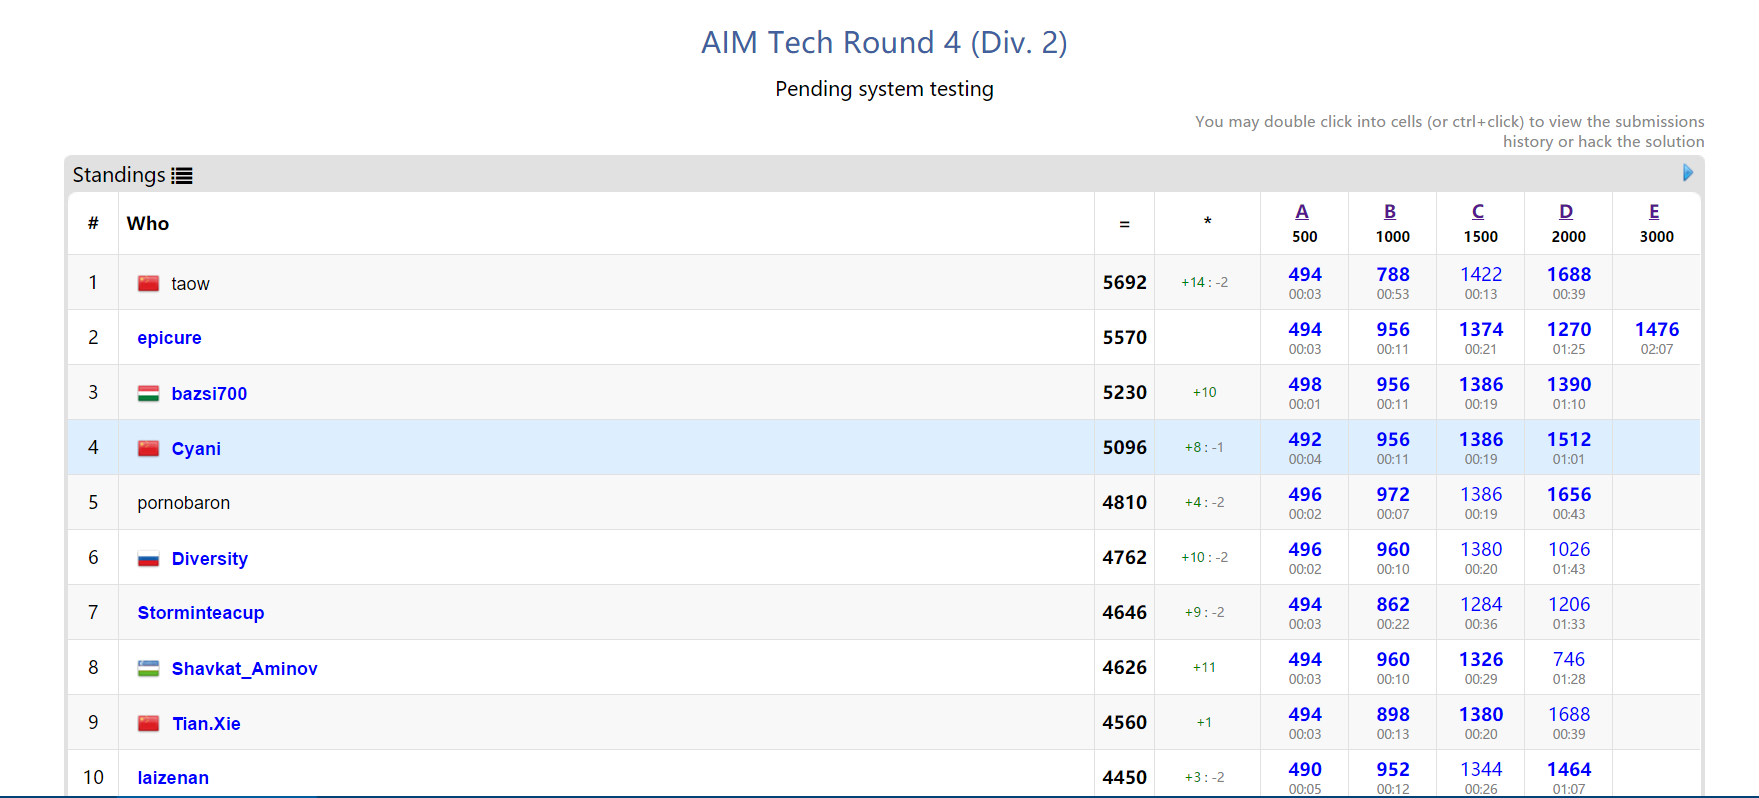 AIM Tech Round 4 (Div. 2)
Pending system testing
You may double click into cells (or ctrl+click) to view the submissions
history or hack the solution
Standings
# Who = * A B C D E
500 1000 1500 2000 3000
1 taow 5692 +14 : -2 494 788 1422 1688
00:03 00:53 00:13 00:39
2 epicure 5570 494 956 1374 1270 1476
00:03 00:11 00:21 01:25 02:07
3 bazsi700 5230 +10 498 956 1386 1390
00:01 00:11 00:19 01:10
4 Cyani 5096 +8 : -1 492 956 1386 1512
00:04 00:11 00:19 01:01
5 pornobaron 4810 +4 : -2 496 972 1386 1656
00:02 00:07 00:19 00:43
6 Diversity 4762 +10 : -2 496 960 1380 1026
00:02 00:10 00:20 01:43
7 Storminteacup 4646 +9 : -2 494 862 1284 1206
00:03 00:22 00:36 01:33
8 Shavkat_Aminov 4626 +11 494 960 1326 746
00:03 00:10 00:29 01:28
9 Tian.Xie 4560 +1 494 898 1380 1688
00:03 00:13 00:20 00:39
10 laizenan 4450 +3 : -2 490 952 1344 1464
00:05 00:12 00:26 01:07